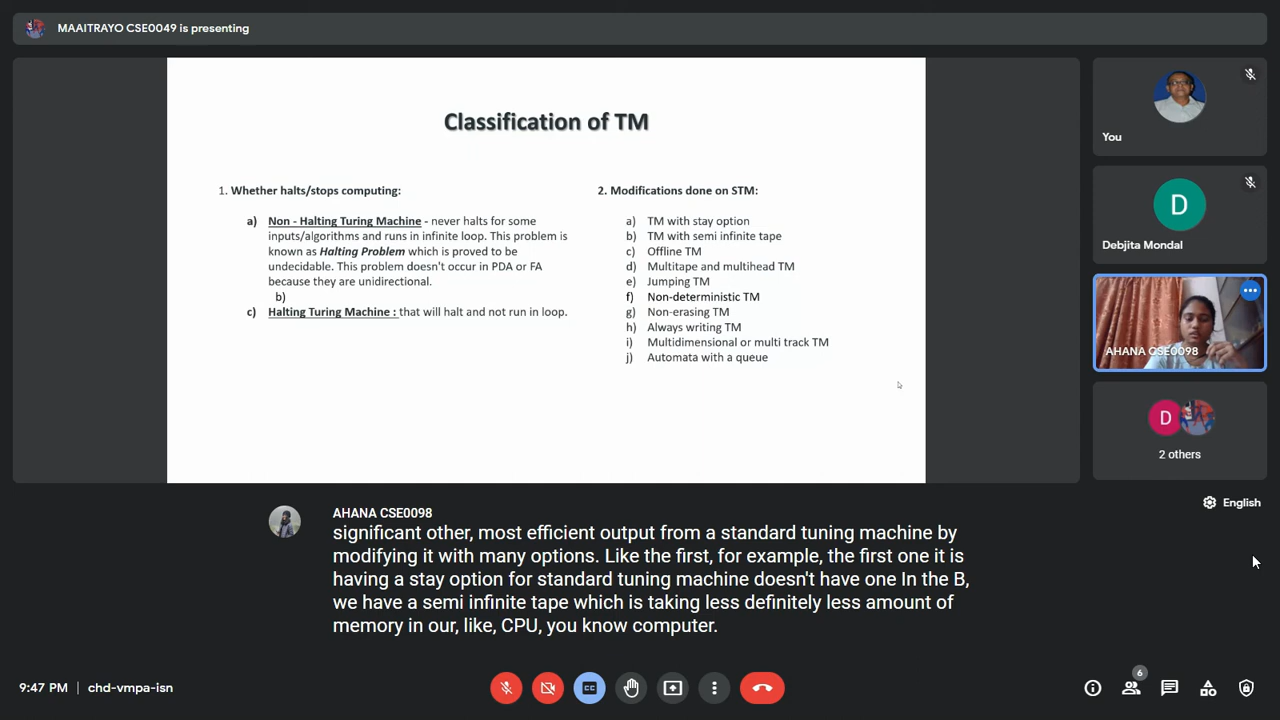 MAAITRAYO CSE0049 is presenting
Classification of TM
1. Whether halts/stops computing:
a) Non - Halting Turing Machine - never halts for some
inputs/algorithms and runs in infinite loop. This problem is
known as Halting Problem which is proved to be
undecidable. This problem doesn't occur in PDA or FA
because they are unidirectional.
b)
c) Halting Turing Machine : that will halt and not run in loop.
2. Modifications done on STM:
a) TM with stay option
b) TM with semi infinite tape
c) Offline TM
d) Multitape and multihead TM
e) Jumping TM
f) Non-deterministic TM
g) Non-erasing TM
h) Always writing TM
i) Multidimensional or multi track TM
j) Automata with a queue
You
D
Debjita Mondal
AHANA CSE0098
D
2 others
English
AHANA CSE0098
significant other, most efficient output from a standard tuning machine by
modifying it with many options. Like the first, for example, the first one it is
having a stay option for standard tuning machine doesn't have one In the B,
we have a semi infinite tape which is taking less definitely less amount of
memory in our, like, CPU, you know computer.
9:47 PM | chd-vmpa-isn
CC
6